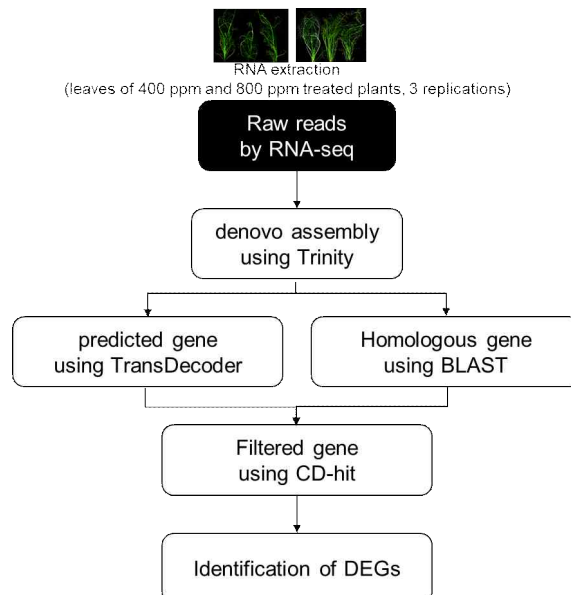 RNA extraction
(leaves of 400 ppm and 800 ppm treated plants, 3 replications)
Raw reads
by RNA-seq
denovo assembly
using Trinity
predicted gene
using TransDecoder
Homologous gene
using BLAST
Filtered gene
using CD-hit
Identification of DEGs